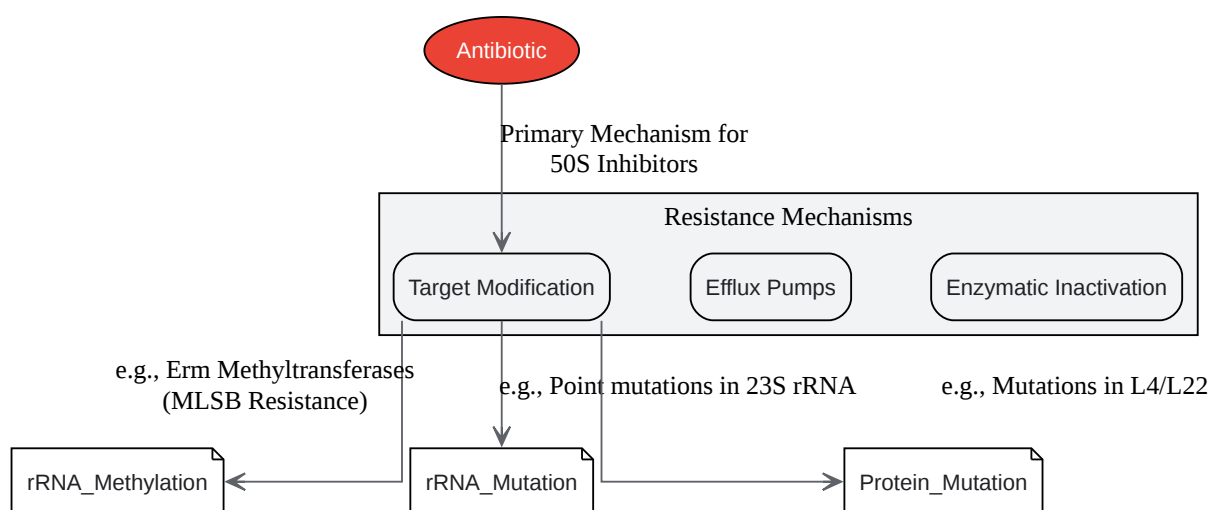 Antibiotic
Primary Mechanism for
50S Inhibitors
Resistance Mechanisms
Target Modification
Efflux Pumps
Enzymatic Inactivation
e.g., Erm Methyltransferases
(MLSB Resistance)
e.g., Point mutations in 23S rRNA
e.g., Mutations in L4/L22
rRNA_Methylation
rRNA_Mutation
Protein_Mutation